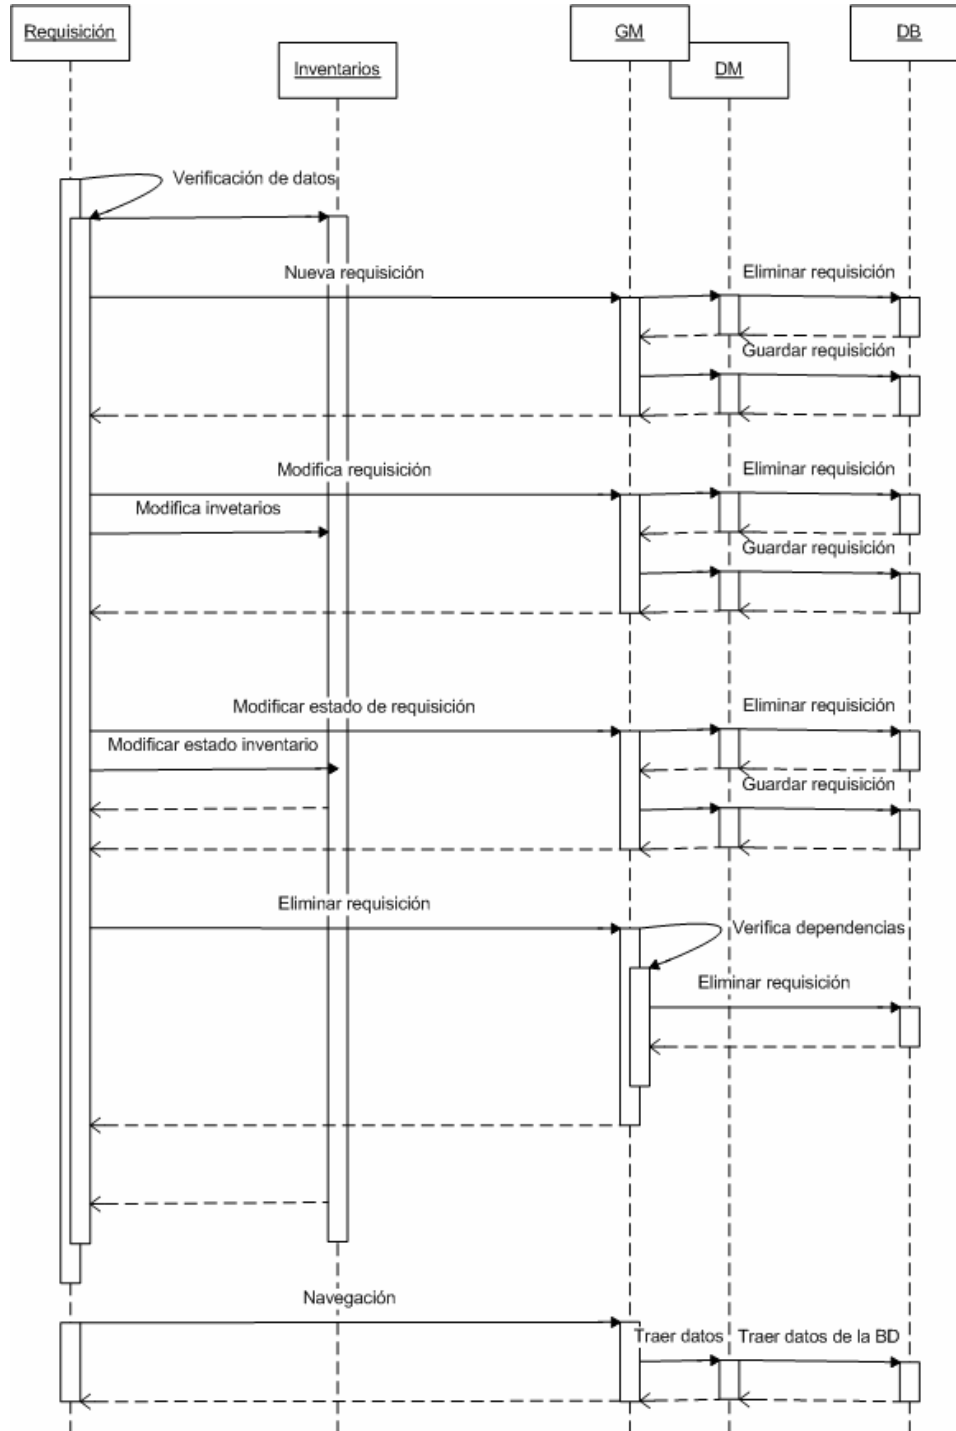 Requisición
Inventarios
GM
DM
DB
Verificación de datos
Nueva requisición
Eliminar requisición
Guardar requisición
Modifica requisición
Eliminar requisición
Modifica invetarios
Guardar requisición
Modificar estado de requisición
Eliminar requisición
Modificar estado inventario
Guardar requisición
Eliminar requisición
Verifica dependencias
Eliminar requisición
Navegación
Traer datos
Traer datos de la BD